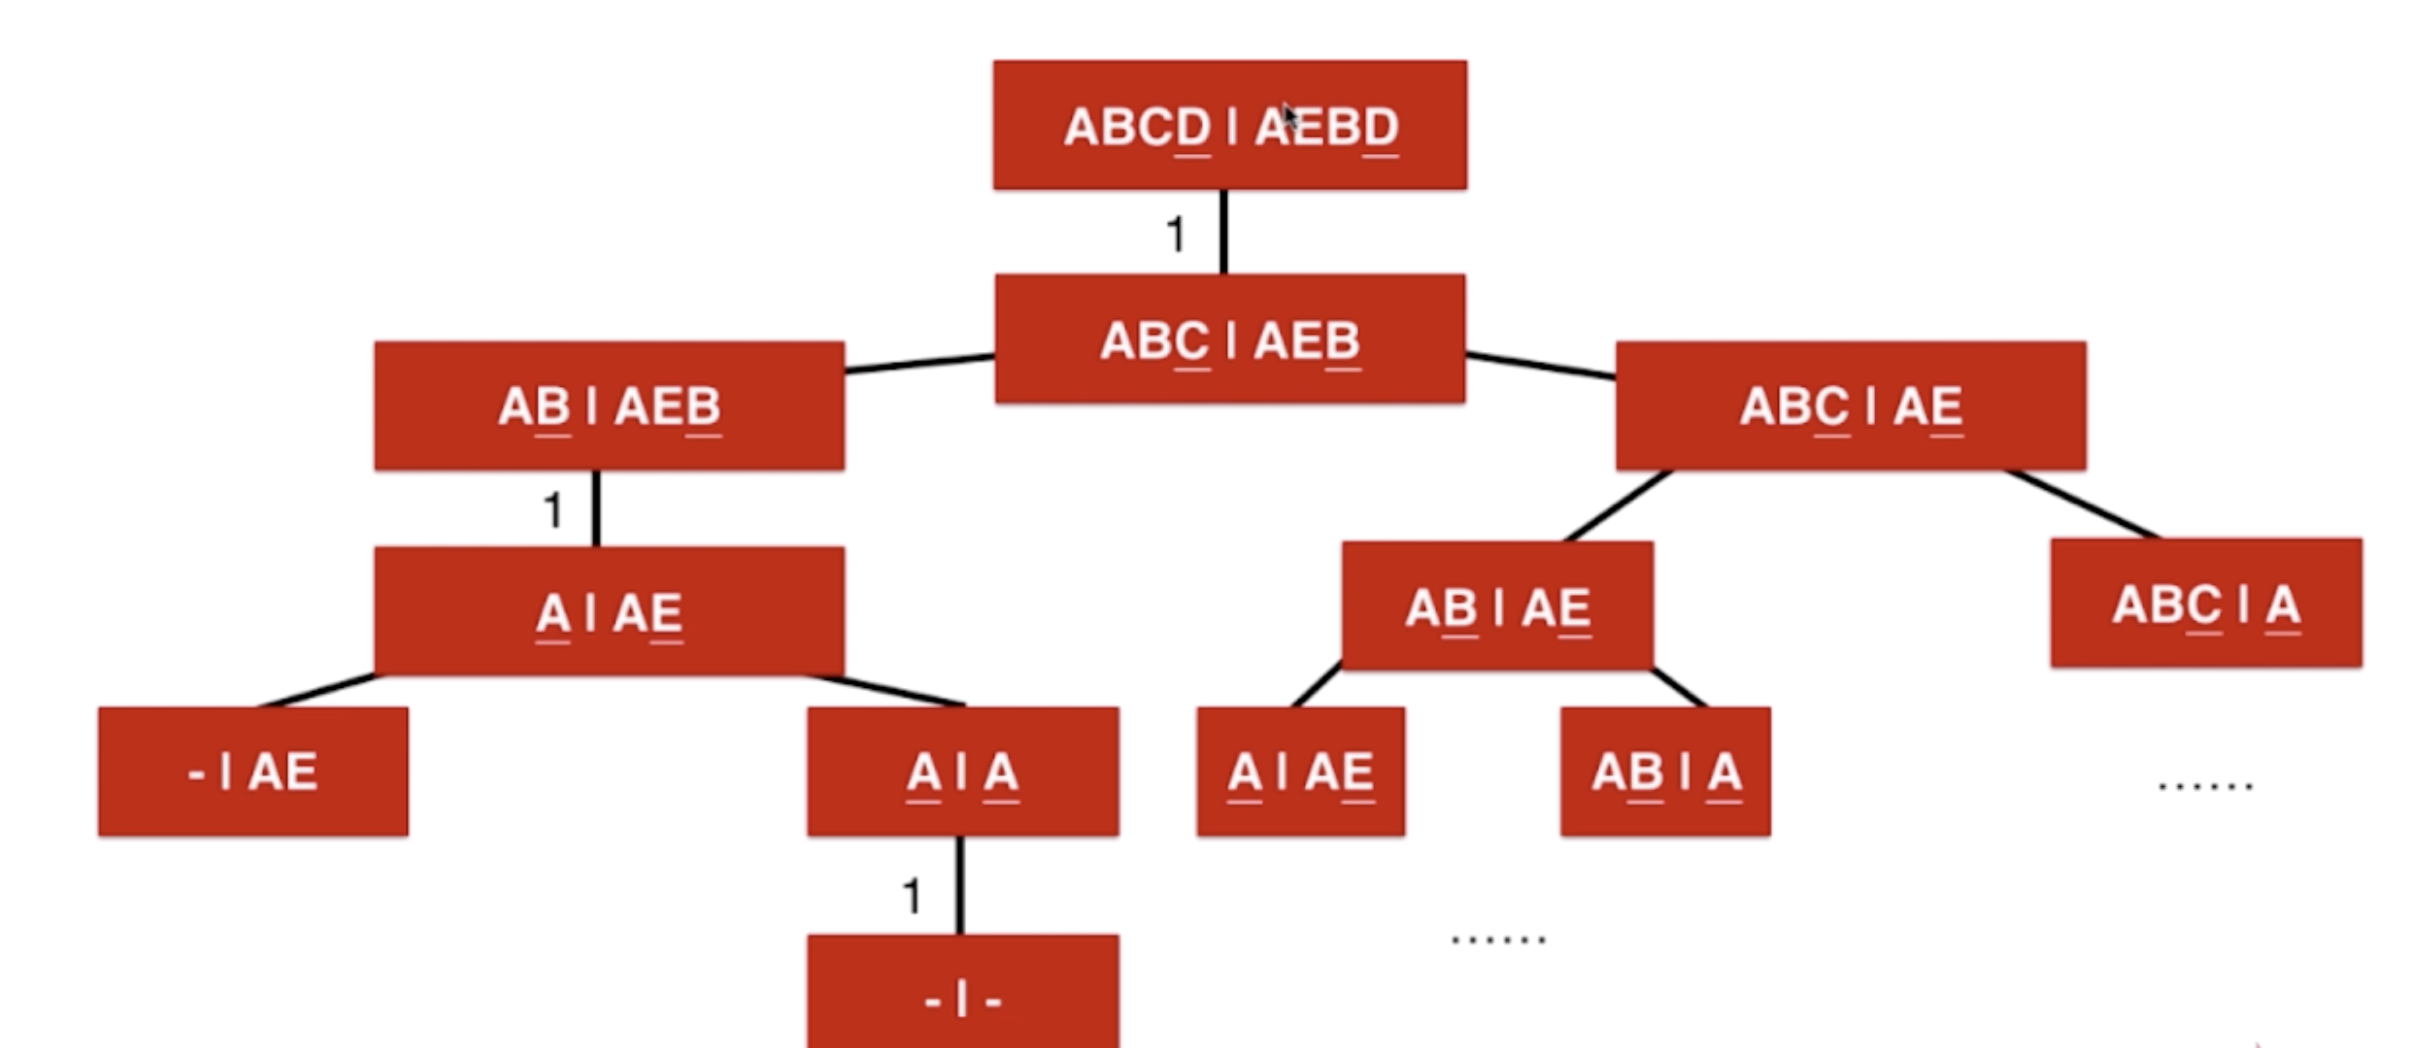 ABCD | AEBD
1
ABC | AEB
AB | AEB
ABC | AE
1
A | AE
AB | AE
ABC | A
- | AE
A | A
A | AE
AB | A
......
1
......
- | -